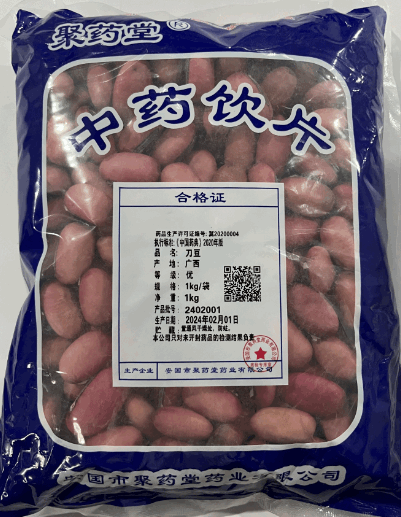 聚药堂®
中药饮片
合格证
药品生产许可证编号: 冀20200004
执行标准:《中国药典》2020年版
品 名: 刀豆
产 地: 广西
等 级: 优
规 格: 1kg/袋
净 重: 1kg
产品批号: 2402001
生产日期: 2024年02月01日
贮 藏: 置通风干燥处, 防蛀。
本公司只对未开封药品的检测结果负责
生产企业 安国市聚药堂药业有限公司
安国市聚药堂药业有限公司